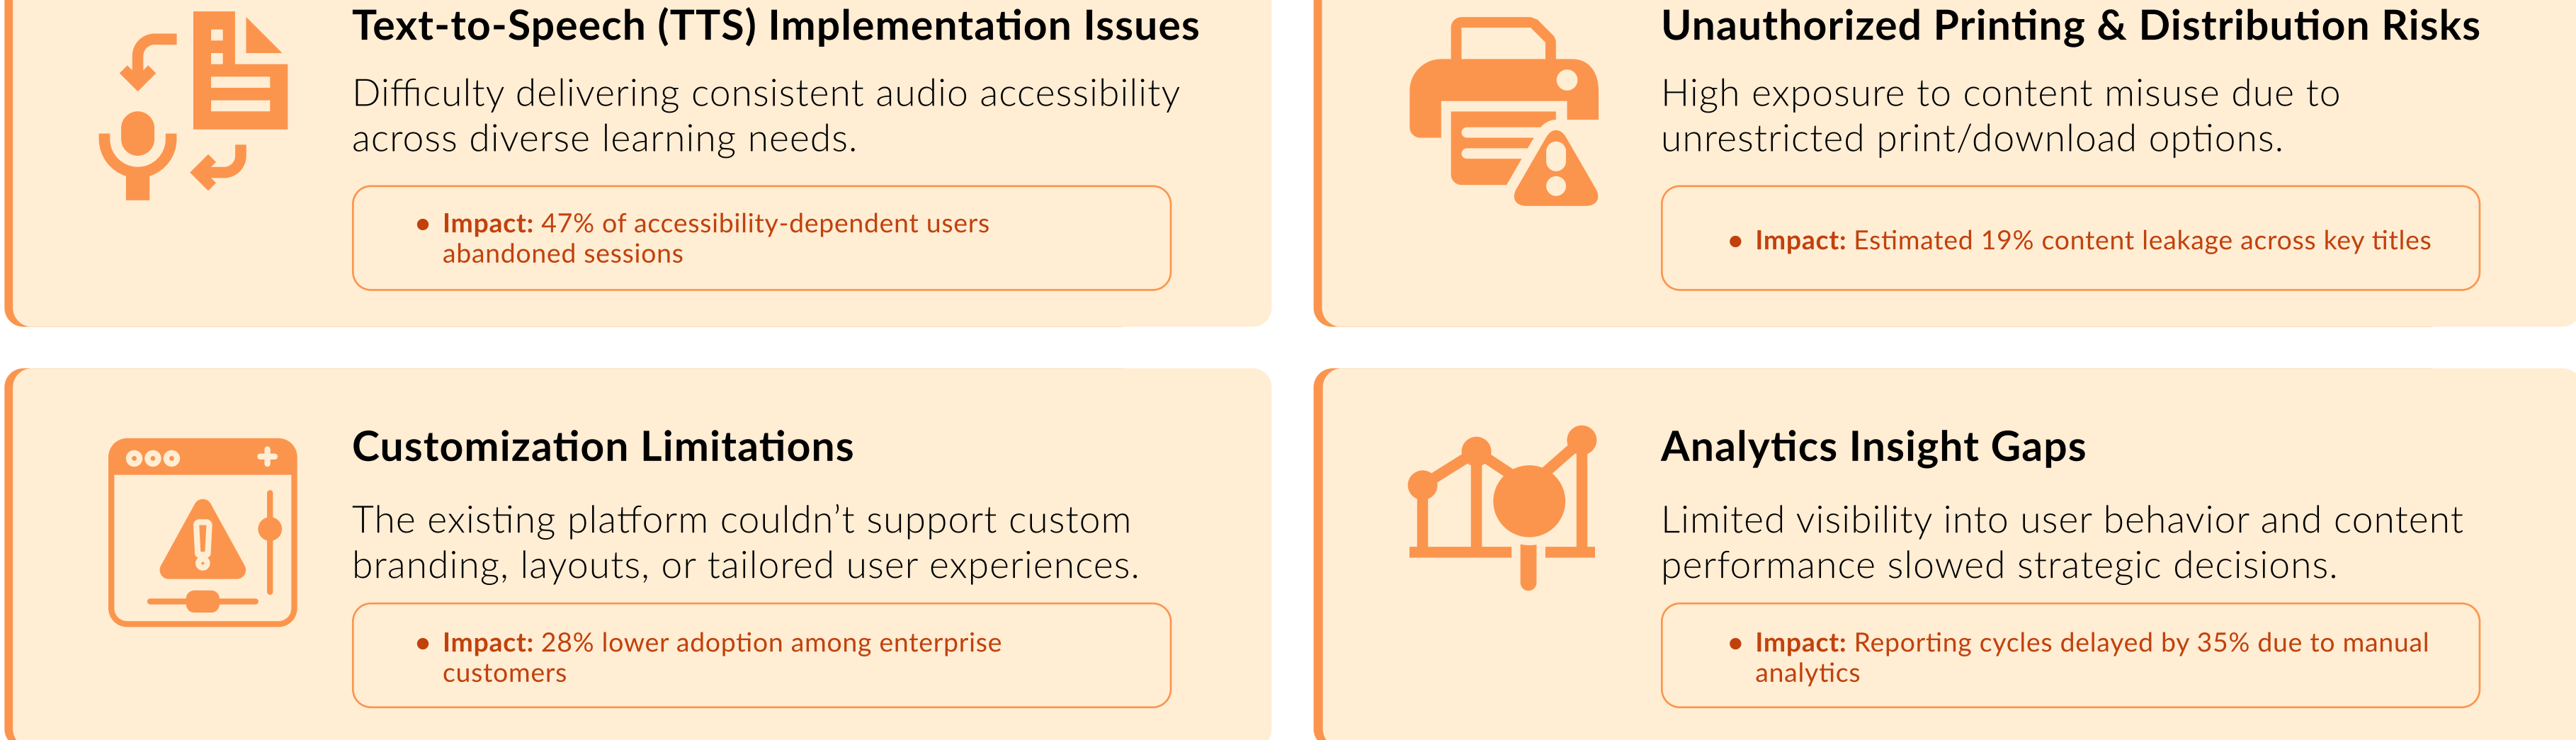 Text-to-Speech (TTS) Implementation Issues
Difficulty delivering consistent audio accessibility
across diverse learning needs.
• Impact: 47% of accessibility-dependent users
abandoned sessions
Unauthorized Printing & Distribution Risks
High exposure to content misuse due to
unrestricted print/download options.
• Impact: Estimated 19% content leakage across key titles
Customization Limitations
The existing platform couldn’t support custom
branding, layouts, or tailored user experiences.
• Impact: 28% lower adoption among enterprise
customers
Analytics Insight Gaps
Limited visibility into user behavior and content
performance slowed strategic decisions.
• Impact: Reporting cycles delayed by 35% due to manual
analytics